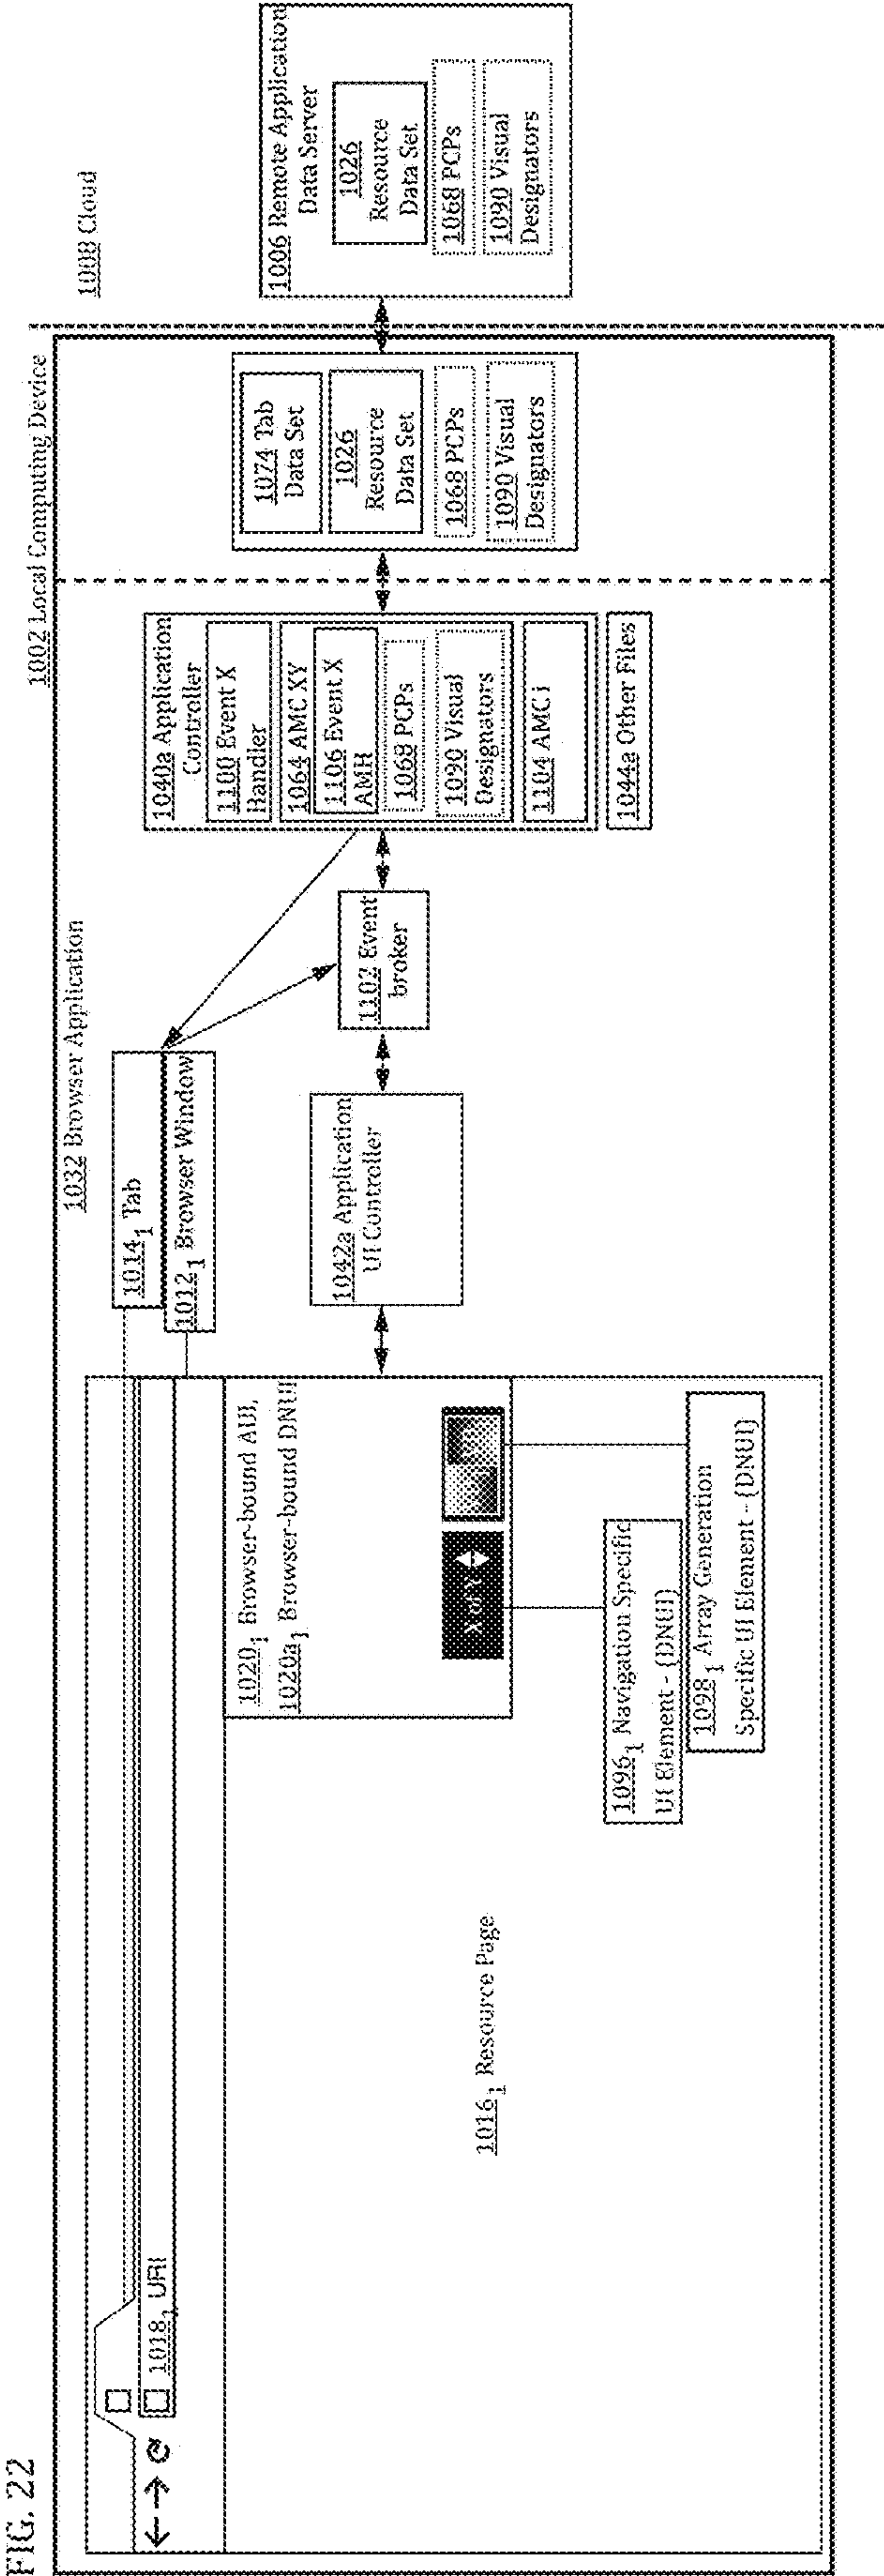 FIG. 22
1002 Local Computing Device
1008 Cloud
1032 Browser Application
1014₁ Tab
1012₁ Browser Window
1018₁ URI
1020₁ Browser-bound AUI,
1020a₁ Browser-bound DNUI
X of Y
1016₁ Resource Page
1096₁ Navigation Specific
UI Element - {DNUI}
1098₁ Array Generation
Specific UI Element - {DNUI}
1042a Application
UI Controller
1102 Event
broker
1040a Application
Controller
1100 Event X
Handler
1064 AMC XY
1106 Event X
AMH
1068 PCPs
1090 Visual
Designators
1104 AMC i
1044a Other Files
1074 Tab
Data Set
1026
Resource
Data Set
1068 PCPs
1090 Visual
Designators
1006 Remote Application
Data Server
1026
Resource
Data Set
1068 PCPs
1090 Visual
Designators